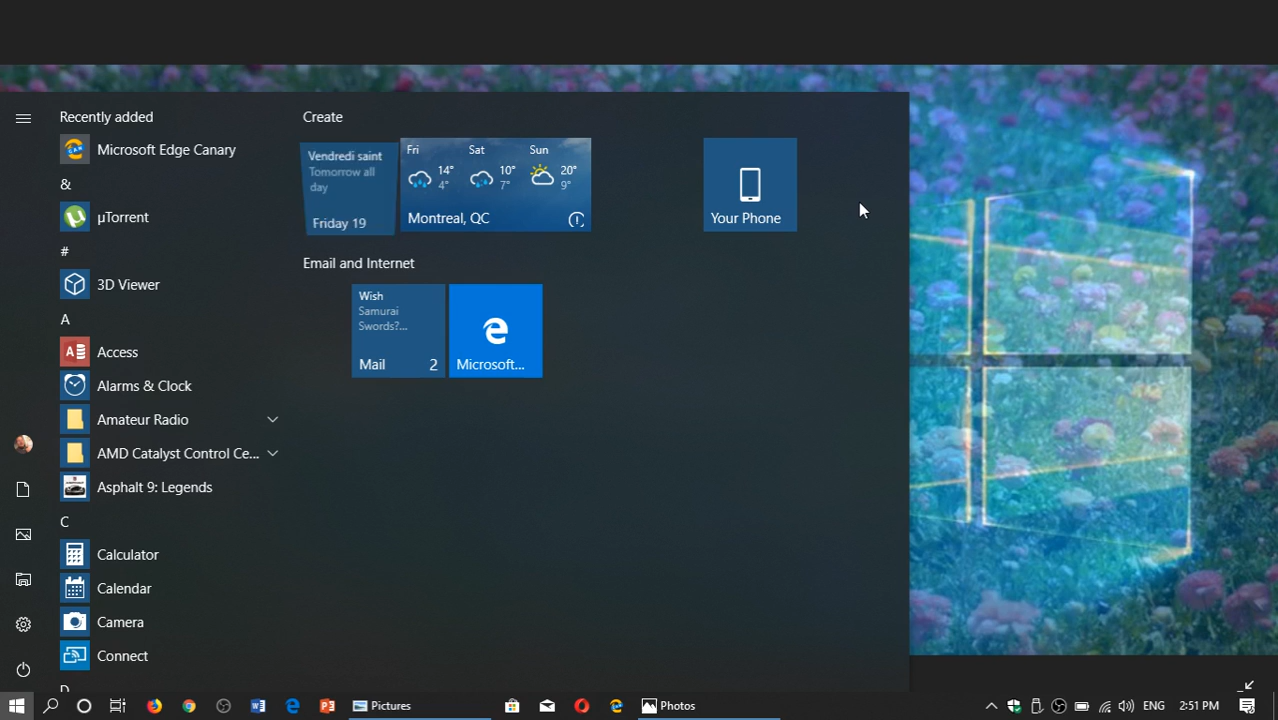 Recently added
Microsoft Edge Canary
&
µTorrent
#
3D Viewer
A
Access
Alarms & Clock
Amateur Radio
AMD Catalyst Control Ce...
Asphalt 9: Legends
C
Calculator
Calendar
Camera
Connect
D
Create
Vendredi saint
Tomorrow all
day
Friday 19
Fri Sat Sun
14° 10° 20°
4° 7° 9°
Montreal, QC
Your Phone
Email and Internet
Wish
Samurai
Swords?...
Mail 2
Microsoft...
Pictures
Photos
ENG
2:51 PM